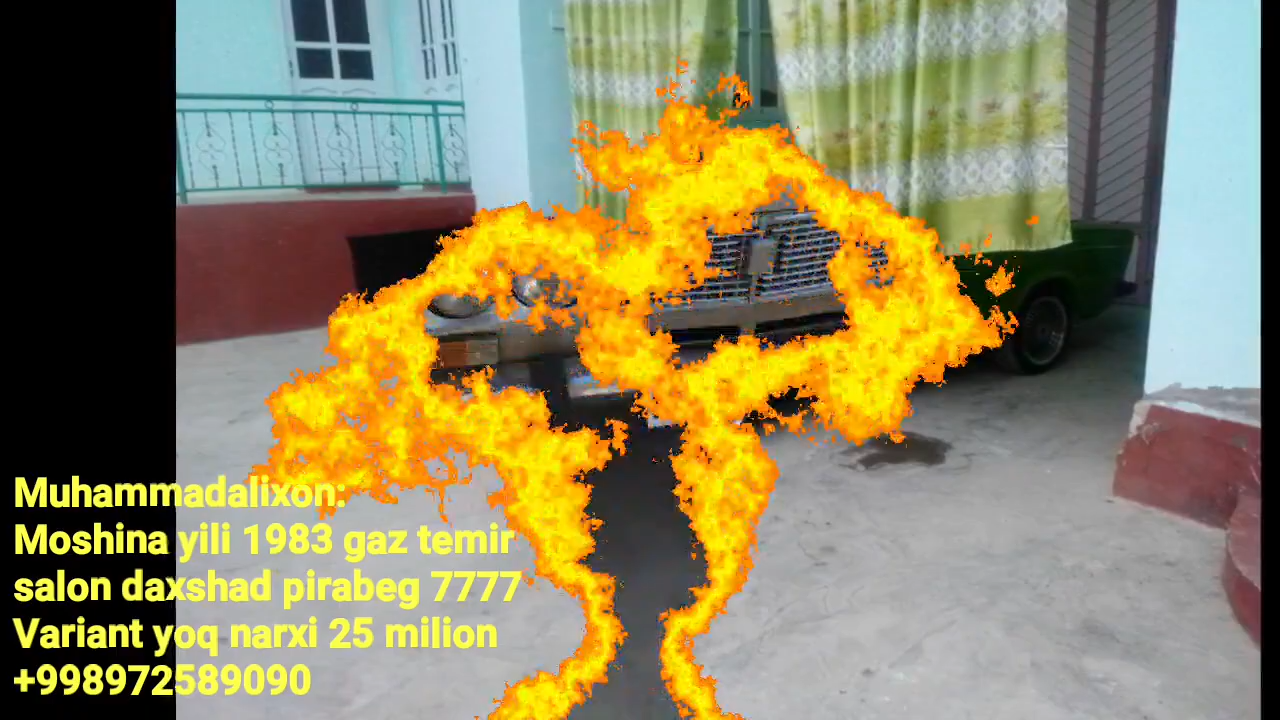 Muhammadalixon:
Moshina yili 1983 gaz temir
salon daxshad pirabeg 7777
Variant yoq narxi 25 milion
+998972589090